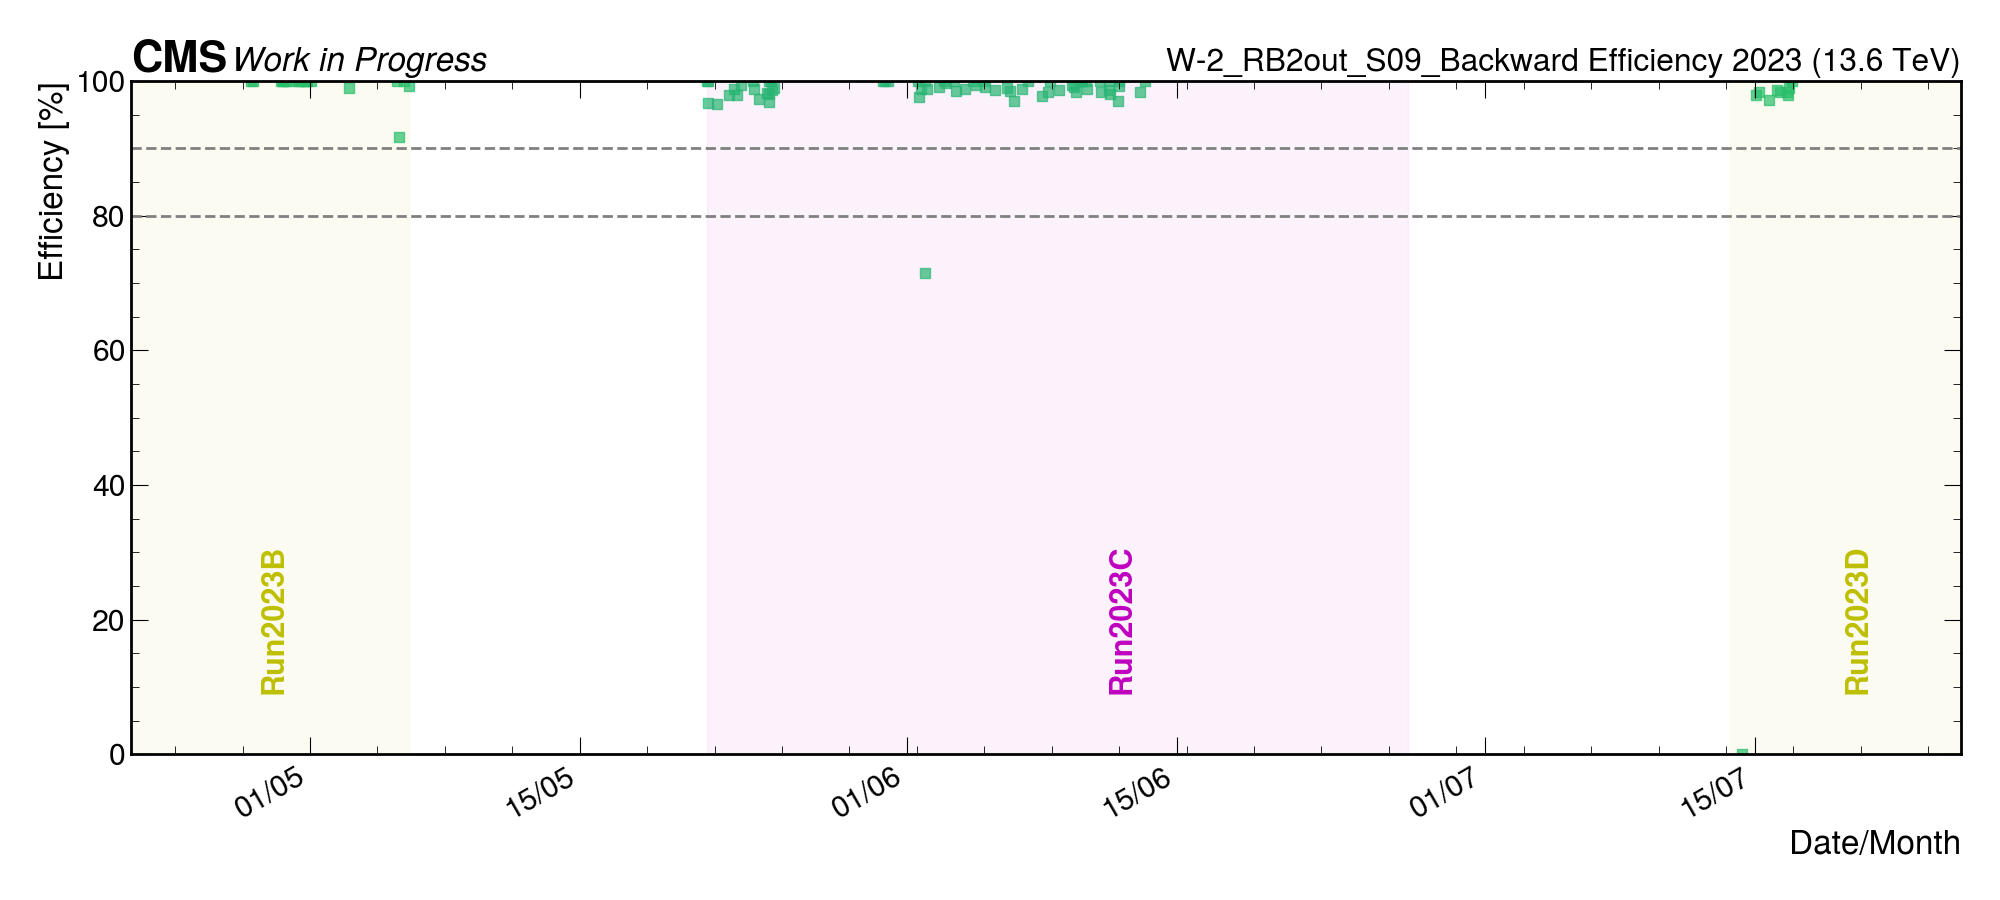 CMS Work in Progress
W-2_RB2out_S09_Backward Efficiency 2023 (13.6 TeV)
Efficiency [%]
100
80
60
40
20
0
Run2023B
Run2023C
Run2023D
01/05
15/05
01/06
15/06
01/07
15/07
Date/Month